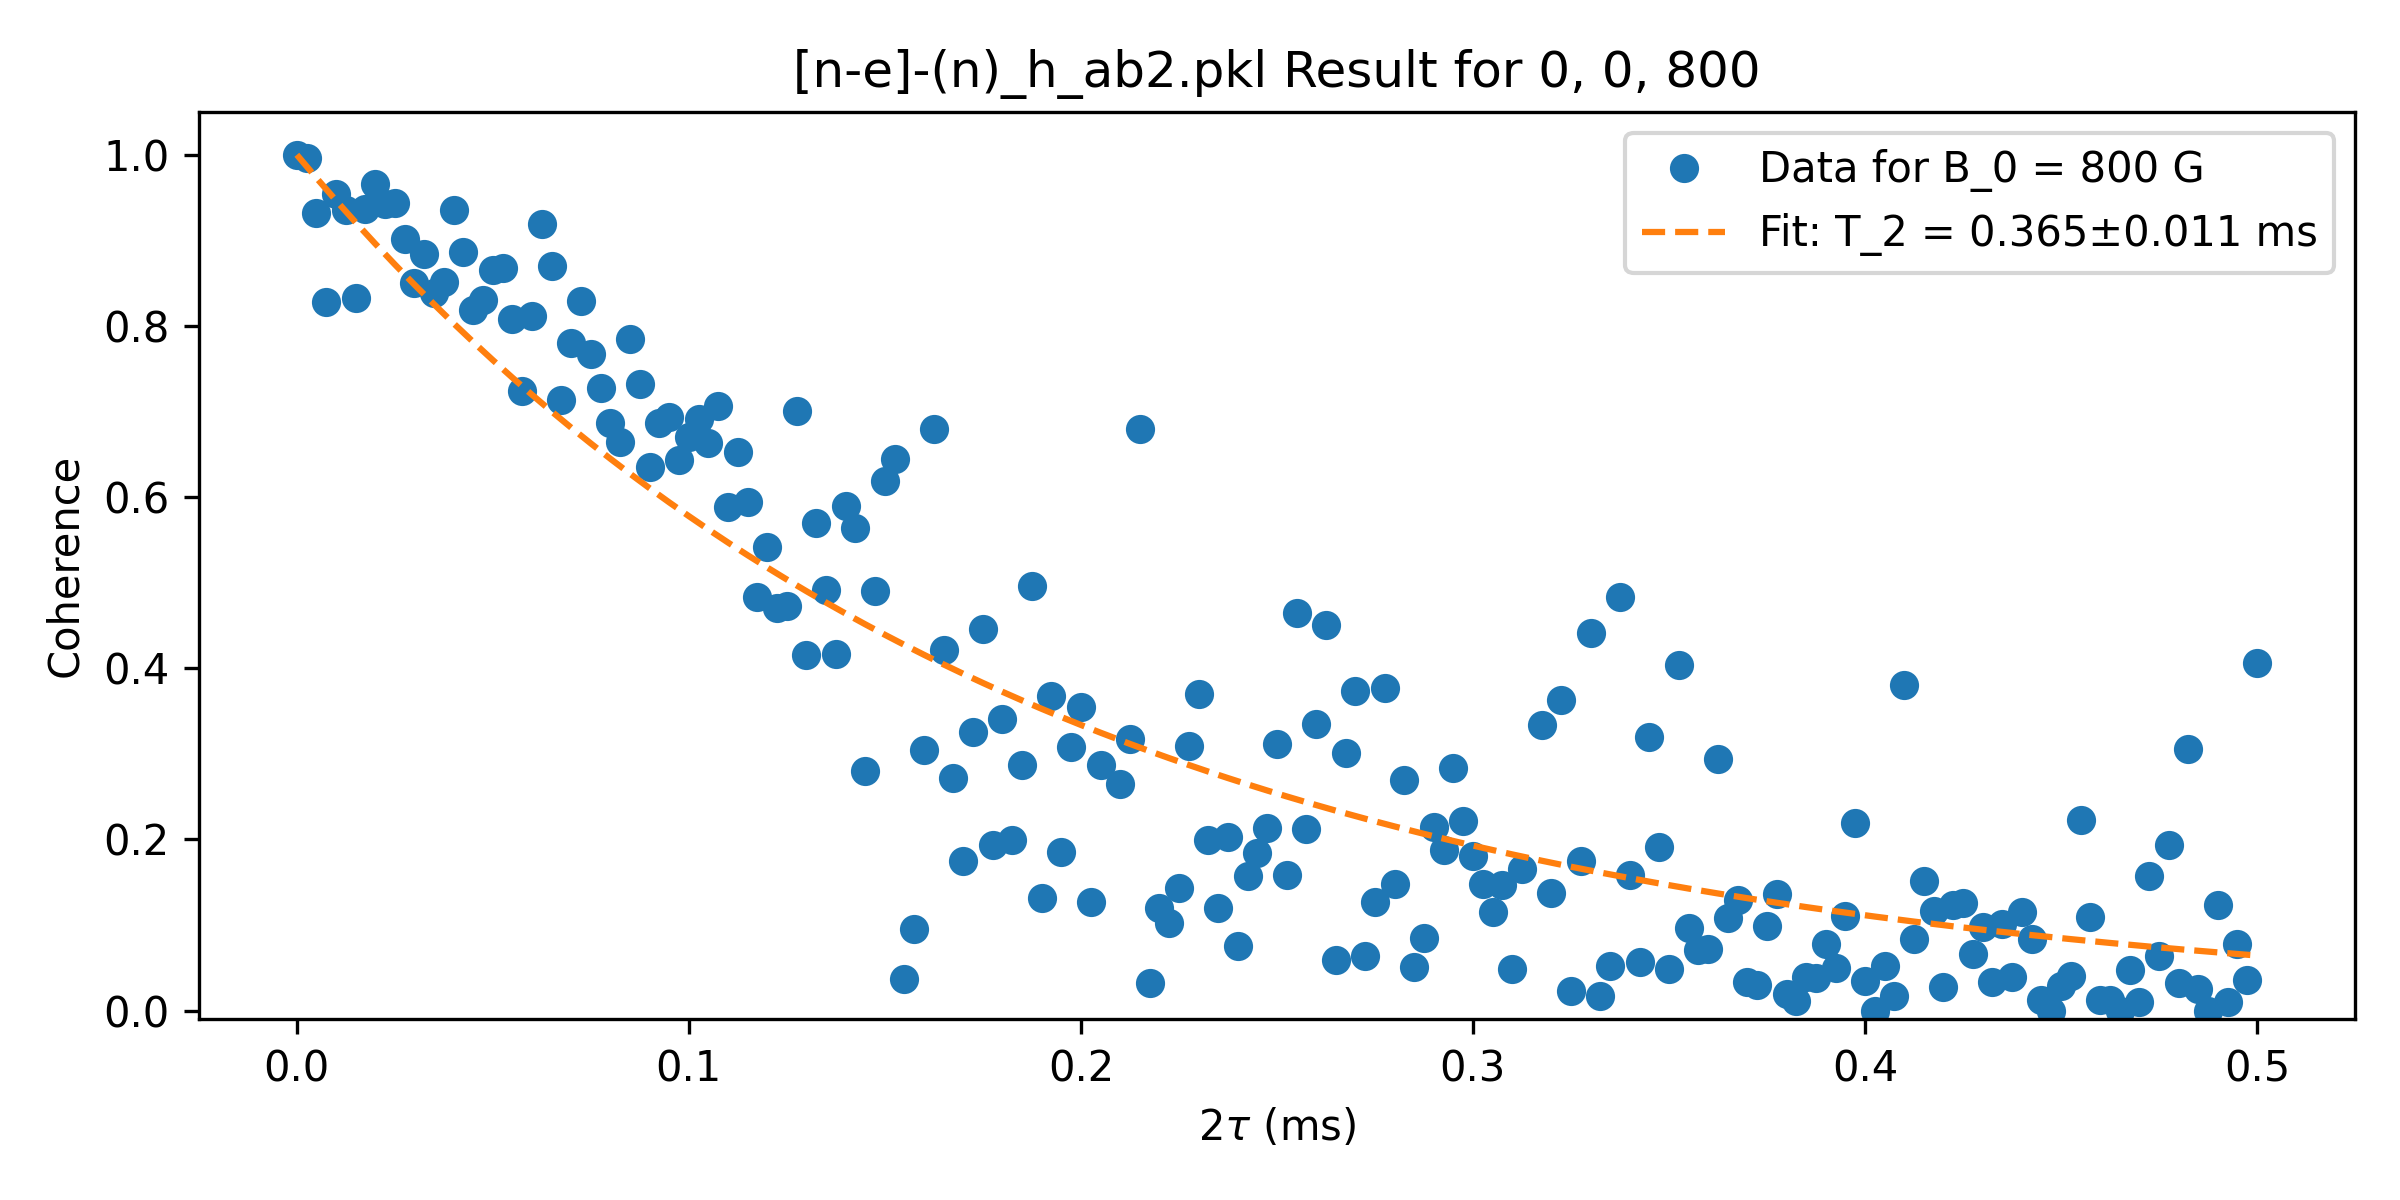 [n-e]-(n)_h_ab2.pkl Result for 0, 0, 800
Data for B_0 = 800 G
Fit: T_2 = 0.365±0.011 ms
Coherence
1.0
0.8
0.6
0.4
0.2
0.0
0.0 0.1 0.2 0.3 0.4 0.5
2τ (ms)